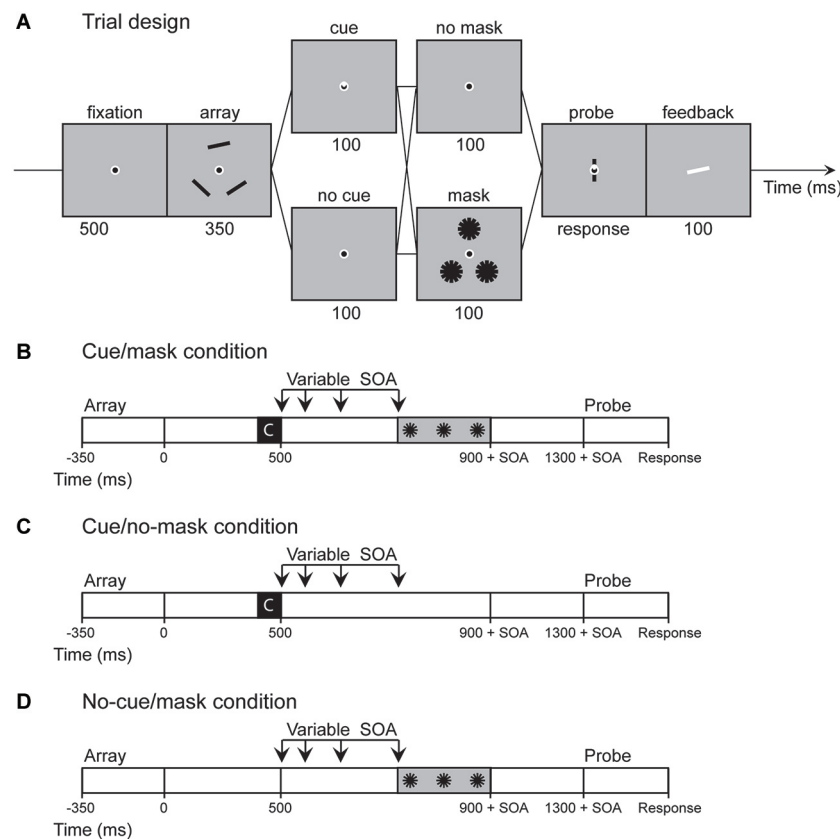 A Trial design
cue no mask
fixation array 100 100 probe feedback
Time (ms)
no cue mask
500 350 response 100
100 100
B Cue/mask condition
Variable SOA
Array Probe
C
-350 0 500 900 + SOA 1300 + SOA Response
Time (ms)
C Cue/no-mask condition
Variable SOA
Array Probe
C
-350 0 500 900 + SOA 1300 + SOA Response
Time (ms)
D No-cue/mask condition
Variable SOA
Array Probe
-350 0 500 900 + SOA 1300 + SOA Response
Time (ms)